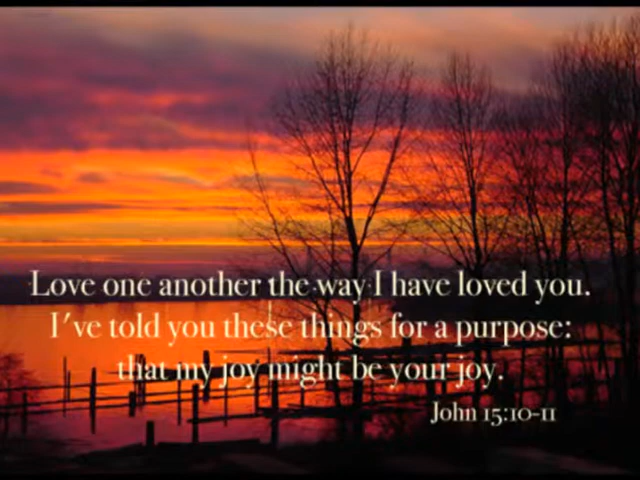 Love one another the way I have loved you.
I've told you these things for a purpose:
that my joy might be your joy.
John 15:10-11